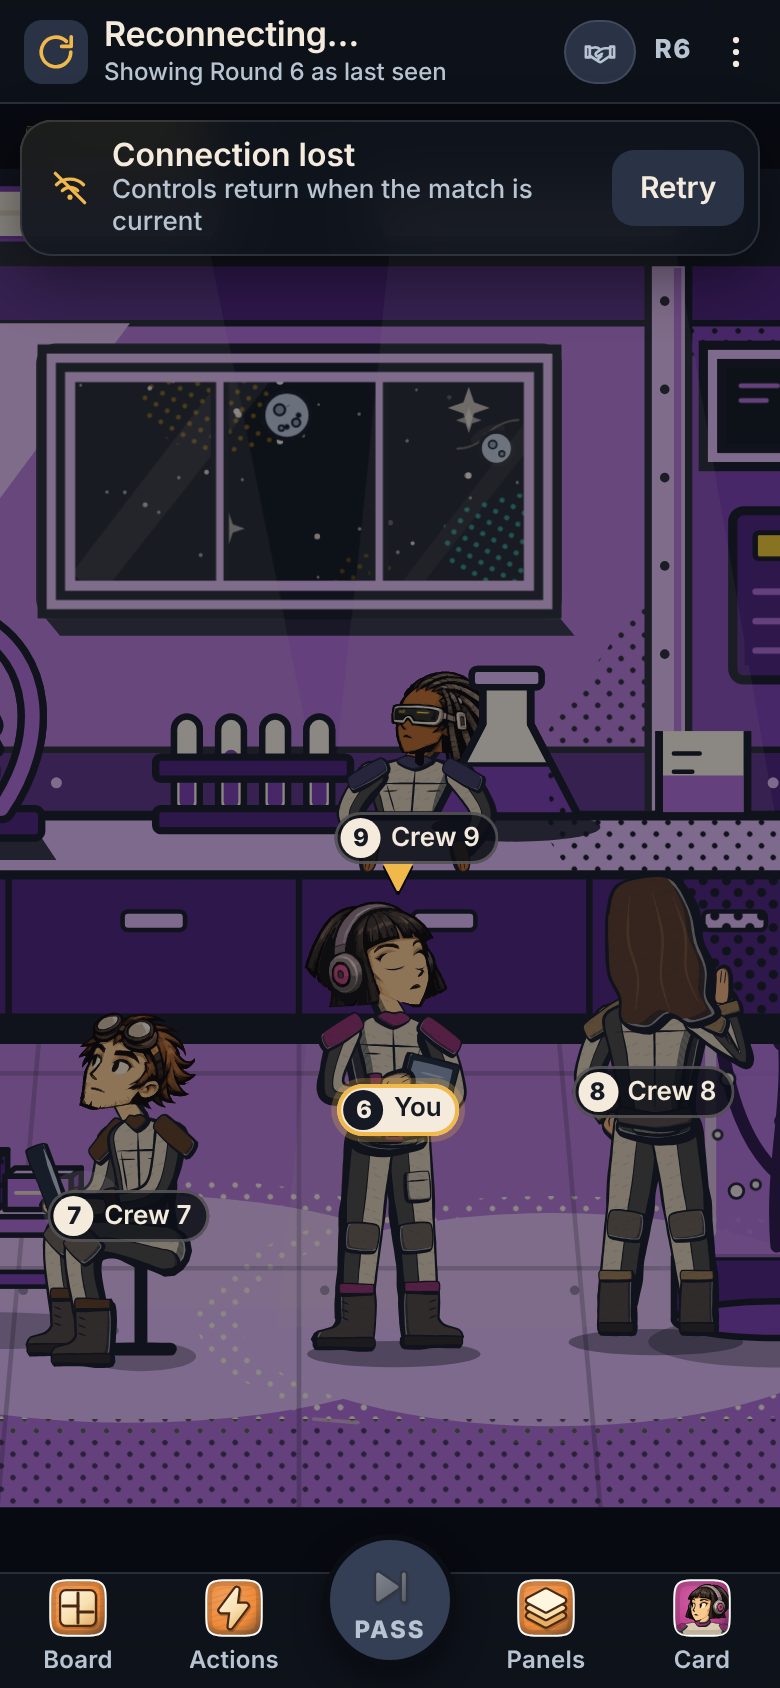 Reconnecting...
Showing Round 6 as last seen
R6
Connection lost
Controls return when the match is
current
Retry
9 Crew 9
6 You
8 Crew 8
7 Crew 7
PASS
Board
Actions
Panels
Card